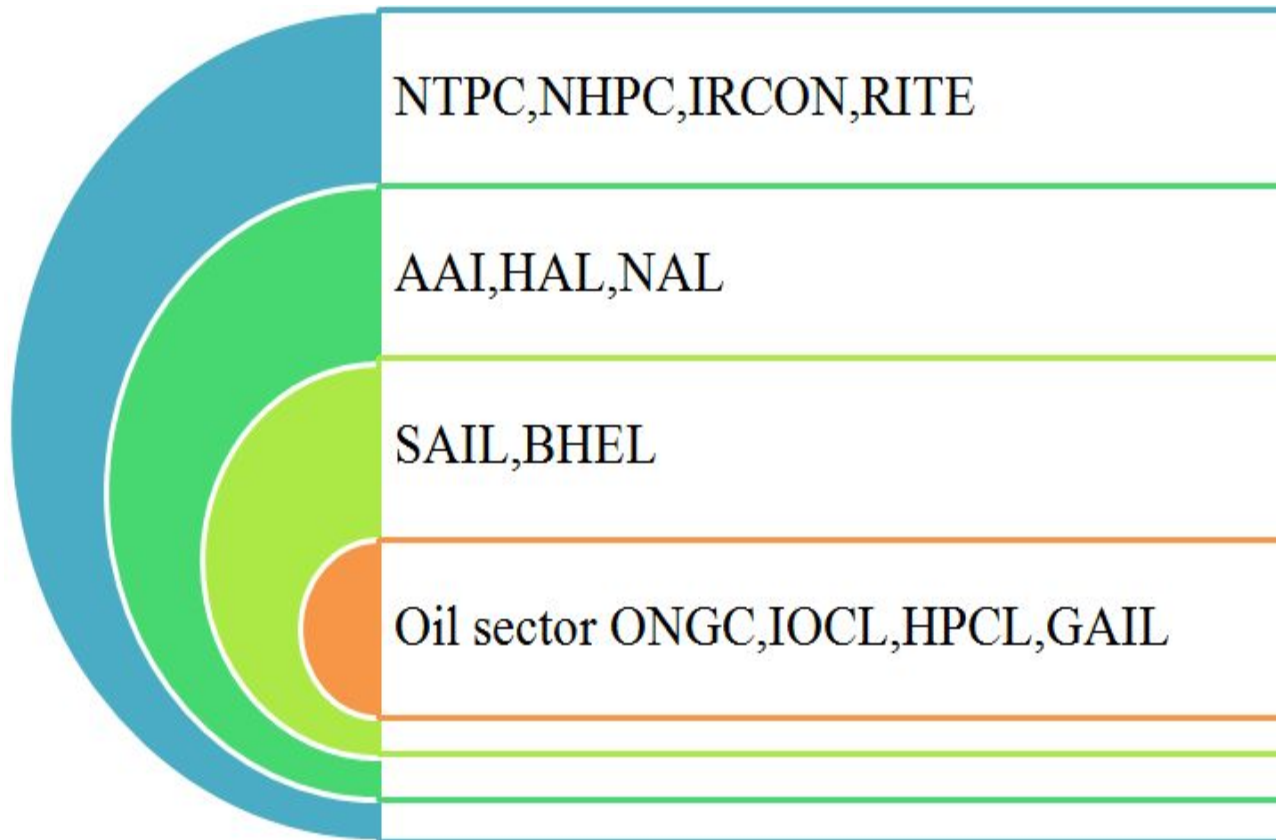 NTPC,NHPC,IRCON,RITE
AAI,HAL,NAL
SAIL,BHEL
Oil sector ONGC,IOCL,HPCL,GAIL